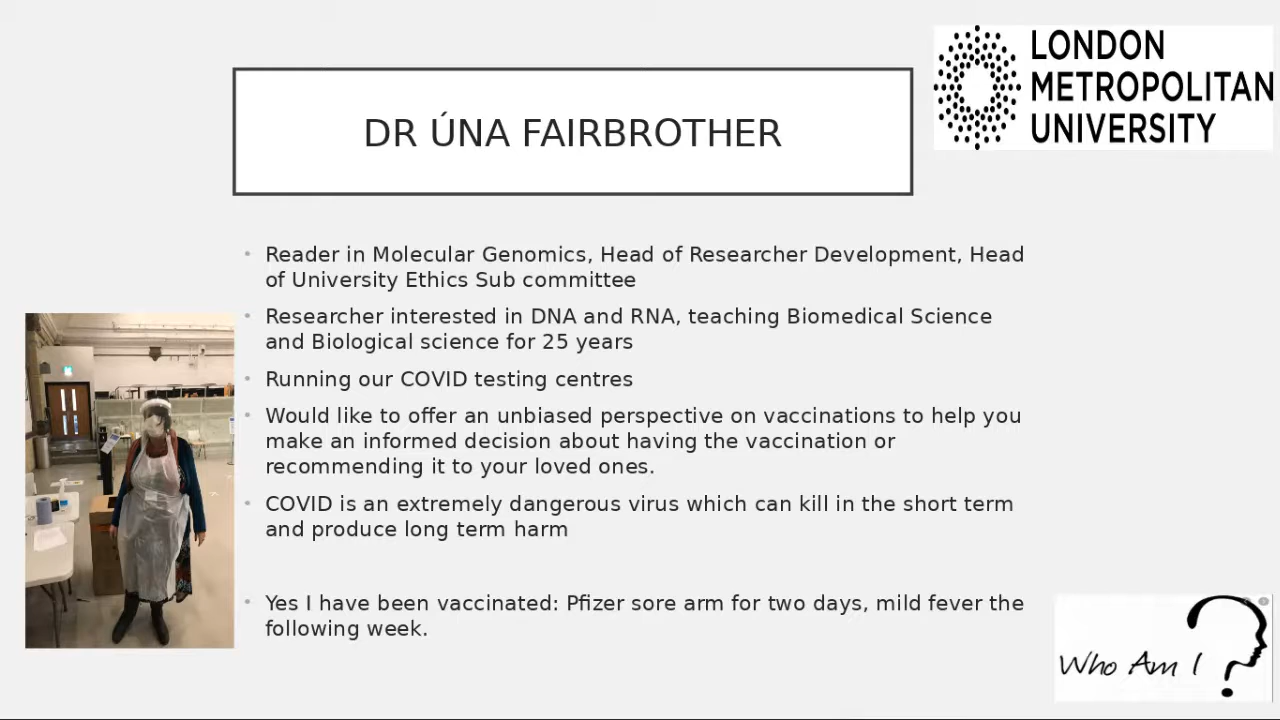 LONDON
METROPOLITAN
UNIVERSITY
DR ÚNA FAIRBROTHER
• Reader in Molecular Genomics, Head of Researcher Development, Head
of University Ethics Sub committee
• Researcher interested in DNA and RNA, teaching Biomedical Science
and Biological science for 25 years
• Running our COVID testing centres
• Would like to offer an unbiased perspective on vaccinations to help you
make an informed decision about having the vaccination or
recommending it to your loved ones.
• COVID is an extremely dangerous virus which can kill in the short term
and produce long term harm
• Yes I have been vaccinated: Pfizer sore arm for two days, mild fever the
following week.
Who Am I ?